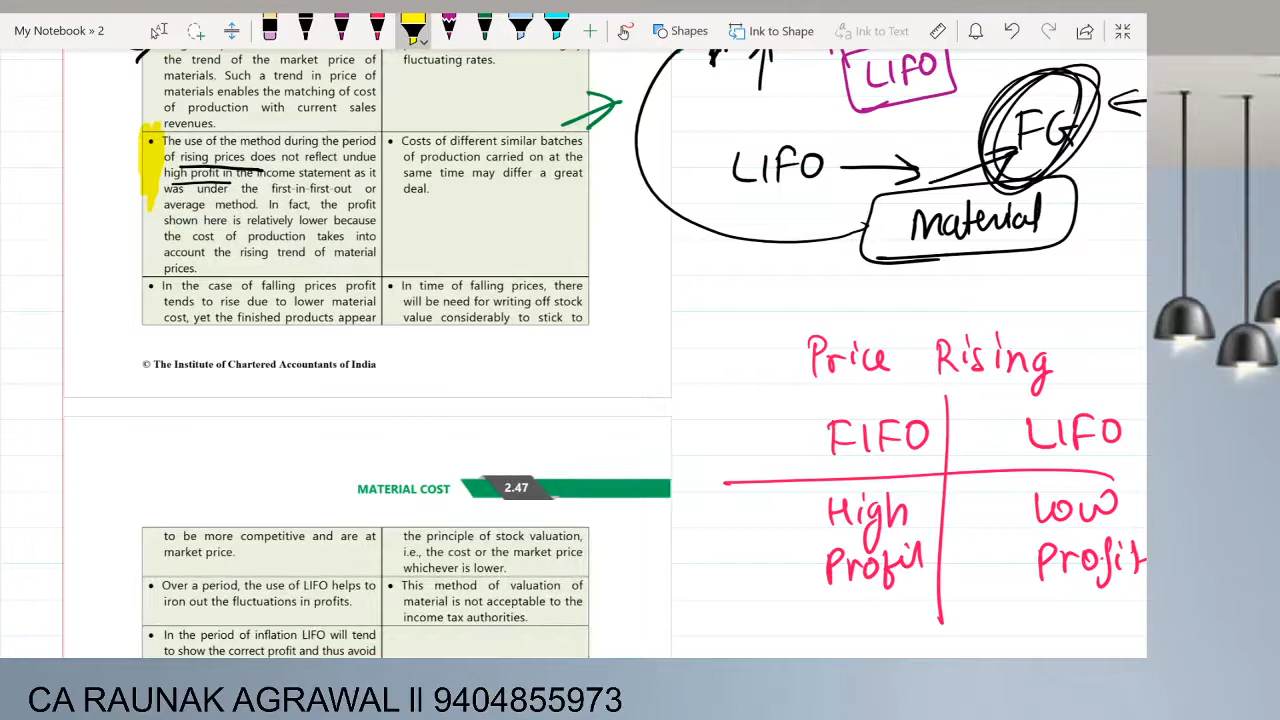 My Notebook » 2
Shapes
Ink to Shape
Ink to Text
the trend of the market price of
materials. Such a trend in price of
materials enables the matching of cost
of production with current sales
revenues.
fluctuating rates.
• The use of the method during the period
of rising prices does not reflect undue
high profit in the income statement as it
was under the first-in-first-out or
average method. In fact, the profit
shown here is relatively lower because
the cost of production takes into
account the rising trend of material
prices.
• Costs of different similar batches
of production carried on at the
same time may differ a great
deal.
• In the case of falling prices profit
tends to rise due to lower material
cost, yet the finished products appear
• In time of falling prices, there
will be need for writing off stock
value considerably to stick to
© The Institute of Chartered Accountants of India
MATERIAL COST 2.47
to be more competitive and are at
market price.
the principle of stock valuation,
i.e., the cost or the market price
whichever is lower.
• Over a period, the use of LIFO helps to
iron out the fluctuations in profits.
• This method of valuation of
material is not acceptable to the
income tax authorities.
• In the period of inflation LIFO will tend
to show the correct profit and thus avoid
LIFO
FG
LIFO
Material
Price Rising
FIFO LIFO
High Low
Profit Profit
CA RAUNAK AGRAWAL II 9404855973